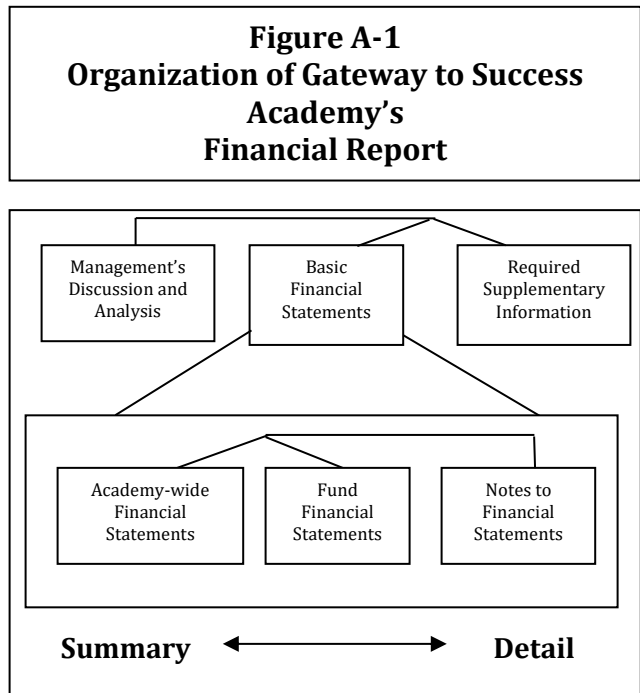 Figure A-1
Organization of Gateway to Success
Academy’s
Financial Report
Management’s
Discussion and
Analysis
Basic
Financial
Statements
Required
Supplementary
Information
Academy-wide
Financial
Statements
Fund
Financial
Statements
Notes to
Financial
Statements
Summary
Detail